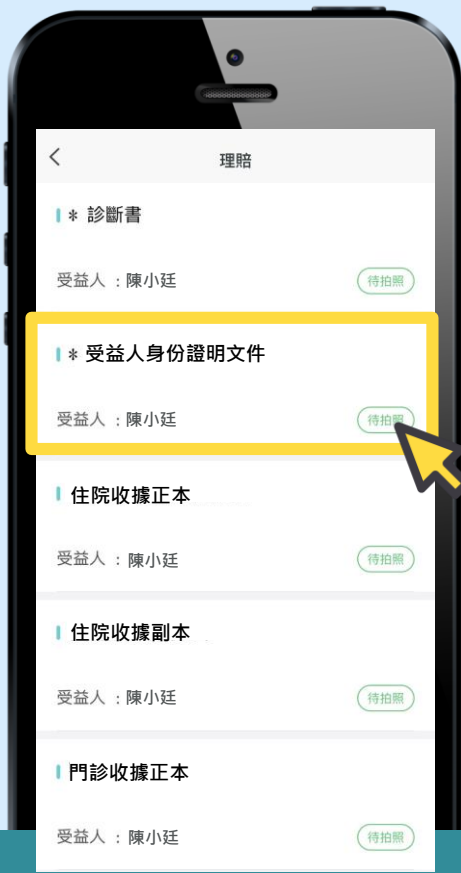 理賠
* 診斷書
受益人：陳小廷 待拍照
* 受益人身份證明文件
受益人：陳小廷 待拍照
住院收據正本
受益人：陳小廷 待拍照
住院收據副本
受益人：陳小廷 待拍照
門診收據正本
受益人：陳小廷 待拍照